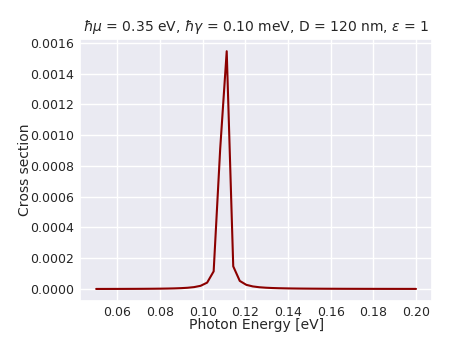 ℏμ = 0.35 eV, ℏγ = 0.10 meV, D = 120 nm, ε = 1
0.0016
0.0014
0.0012
0.0010
0.0008
0.0006
0.0004
0.0002
0.0000
Cross section
0.06 0.08 0.10 0.12 0.14 0.16 0.18 0.20
Photon Energy [eV]